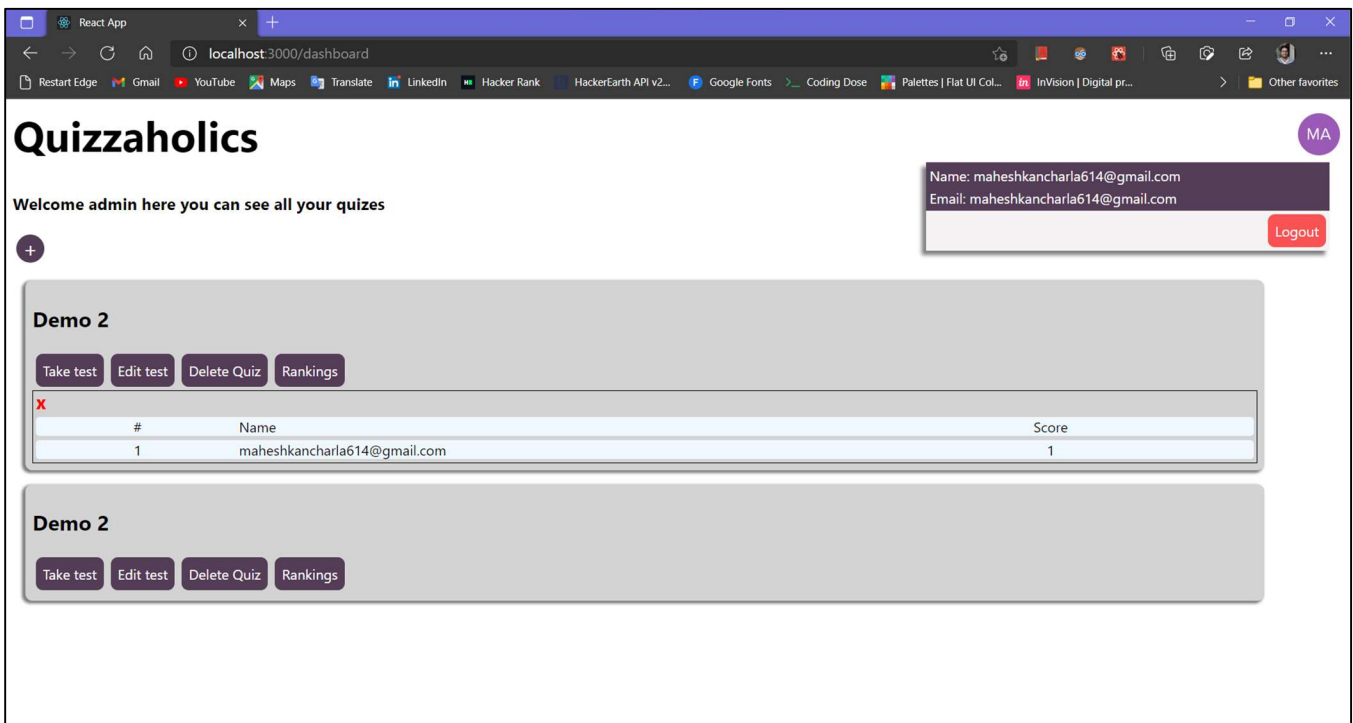 React App
localhost:3000/dashboard
Restart Edge Gmail YouTube Maps Translate LinkedIn Hacker Rank HackerEarth API v2... Google Fonts Coding Dose Palettes | Flat UI Col... InVision | Digital pr... Other favorites
Quizzaholics
MA
Name: maheshkancharla614@gmail.com
Email: maheshkancharla614@gmail.com
Logout
Welcome admin here you can see all your quizes
+
Demo 2
Take test Edit test Delete Quiz Rankings
X
# Name Score
1 maheshkancharla614@gmail.com 1
Demo 2
Take test Edit test Delete Quiz Rankings